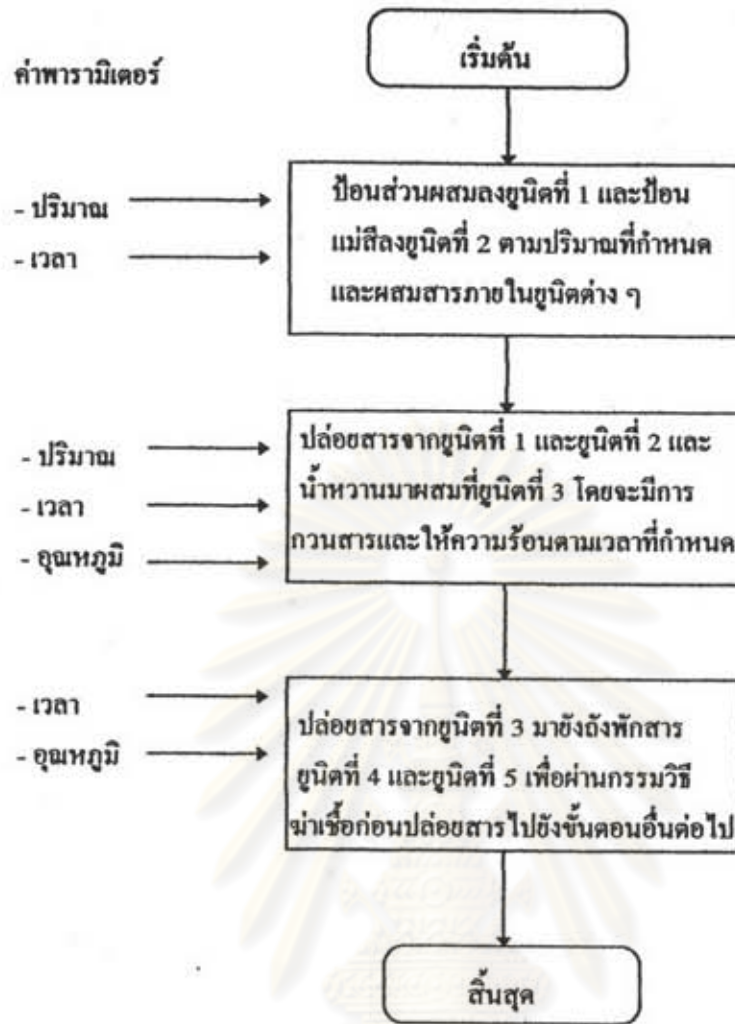 เริ่มต้น
ค่าพารามิเตอร์
- ปริมาณ
- เวลา
ป้อนส่วนผสมลงยูนิตที่ 1 และป้อน
แม่สีลงยูนิตที่ 2 ตามปริมาณที่กำหนด
และผสมสารภายในยูนิตต่าง ๆ
- ปริมาณ
- เวลา
- อุณหภูมิ
ปล่อยสารจากยูนิตที่ 1 และยูนิตที่ 2 และ
น้ำหวานมาผสมที่ยูนิตที่ 3 โดยจะมีการ
กวนสารและให้ความร้อนตามเวลาที่กำหนด
- เวลา
- อุณหภูมิ
ปล่อยสารจากยูนิตที่ 3 มายังถังพักสาร
ยูนิตที่ 4 และยูนิตที่ 5 เพื่อผ่านกรรมวิธี
ฆ่าเชื้อก่อนปล่อยสารไปยังขั้นตอนอื่นต่อไป
สิ้นสุด